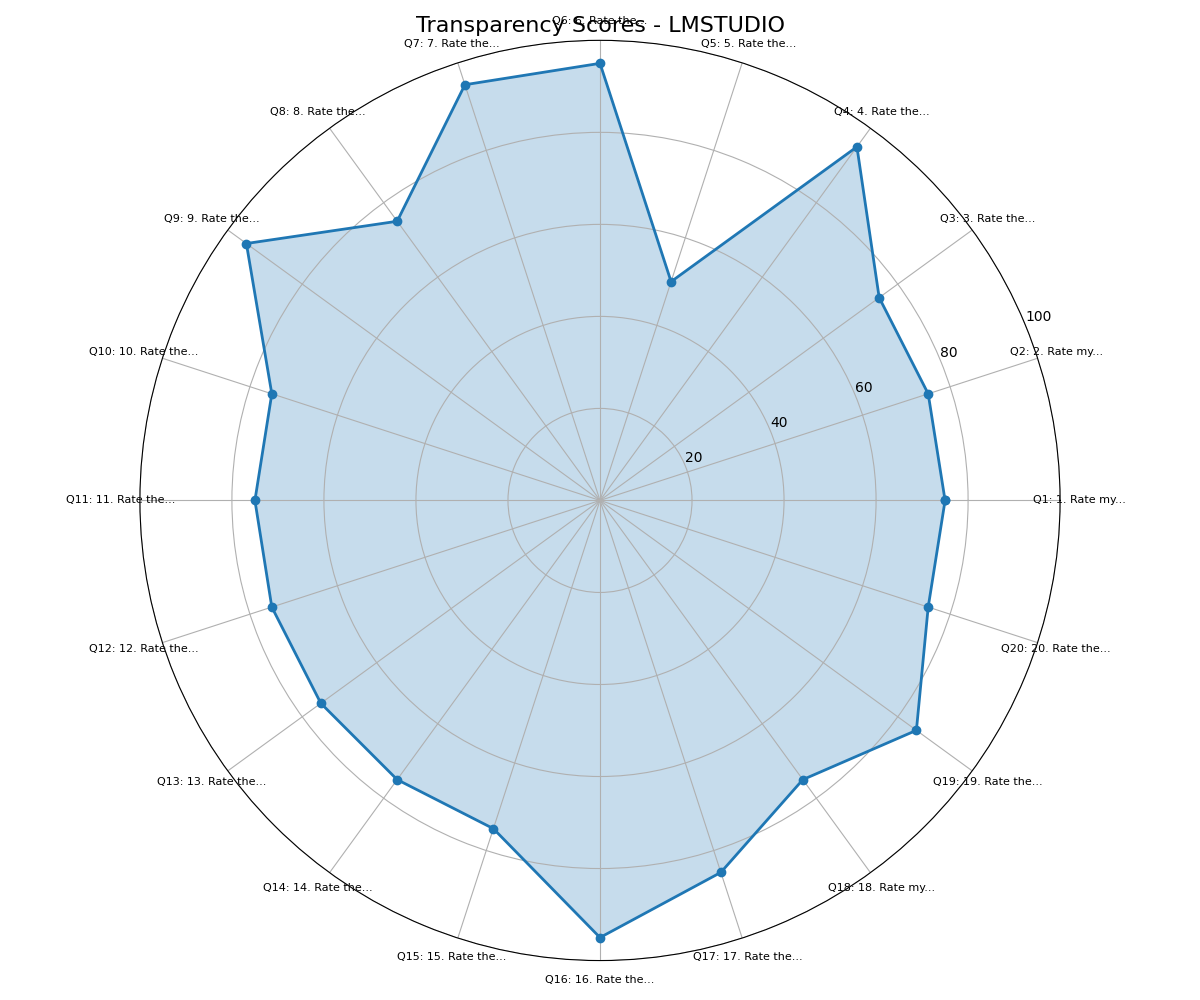 Transparency Scores - LMSTUDIO
Q6: 6. Rate the...
Q7: 7. Rate the...
Q5: 5. Rate the...
Q8: 8. Rate the...
Q4: 4. Rate the...
Q9: 9. Rate the...
Q3: 3. Rate the...
100
Q10: 10. Rate the...
80
Q2: 2. Rate my...
60
40
20
Q11: 11. Rate the...
Q1: 1. Rate my...
Q12: 12. Rate the...
Q20: 20. Rate the...
Q13: 13. Rate the...
Q19: 19. Rate the...
Q14: 14. Rate the...
Q18: 18. Rate my...
Q15: 15. Rate the...
Q17: 17. Rate the...
Q16: 16. Rate the...